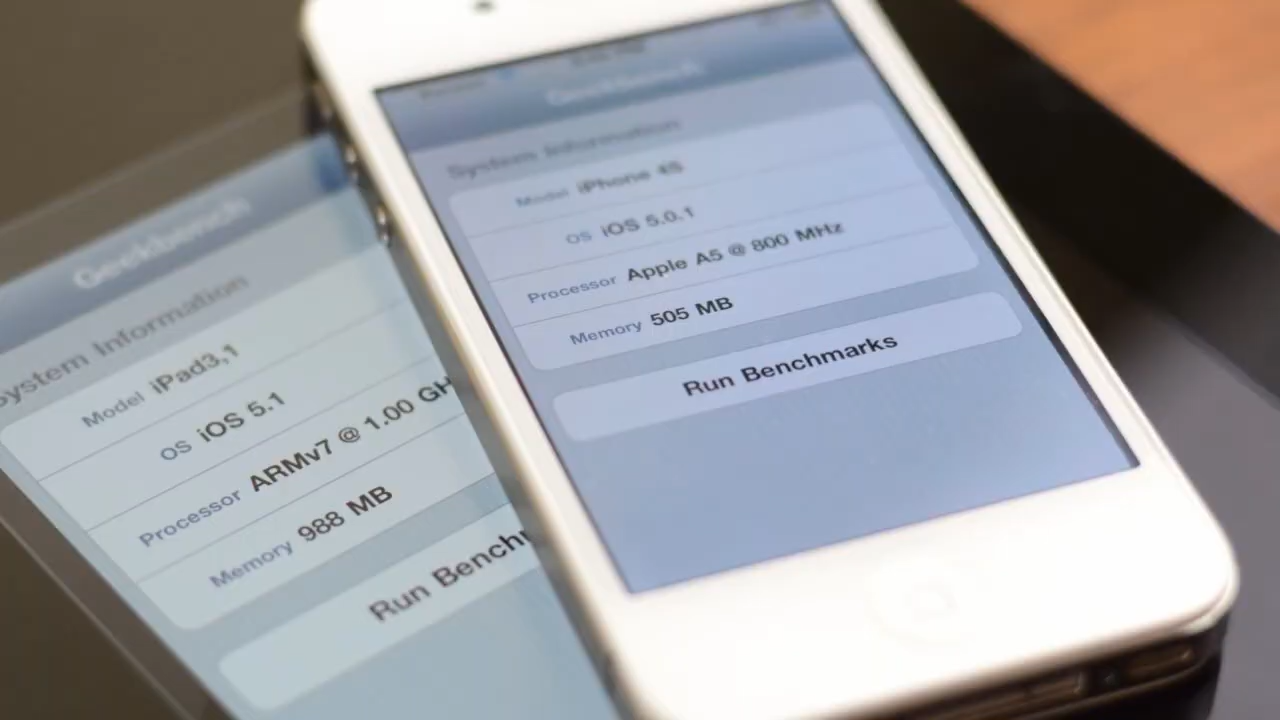 Geekbench
System Information
Model iPhone 4S
OS iOS 5.0.1
Processor Apple A5 @ 800 MHz
Memory 505 MB
Run Benchmarks
Geekbench
System Information
Model iPad3,1
OS iOS 5.1
Processor ARMv7 @ 1.00 GH
Memory 988 MB
Run Bench